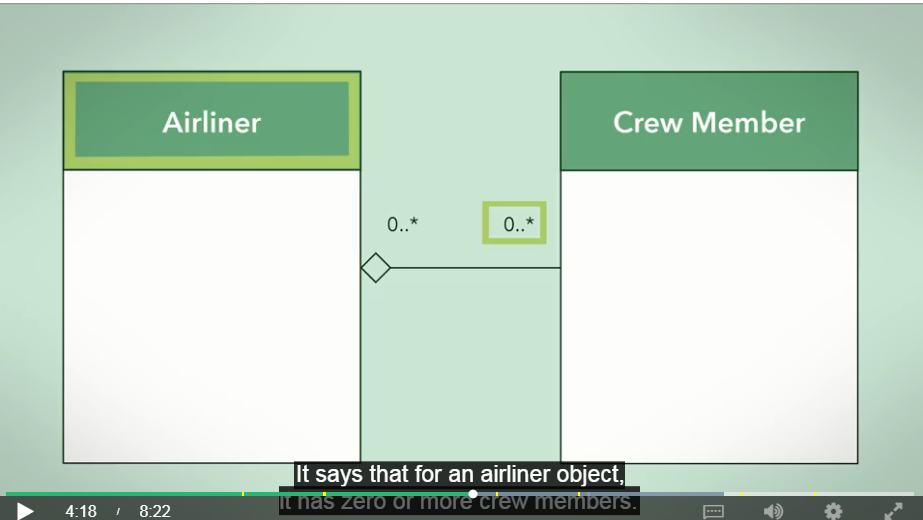 Airliner
Crew Member
0..*
0..*
It says that for an airliner object,
it has zero or more crew members.
4:18 / 8:22